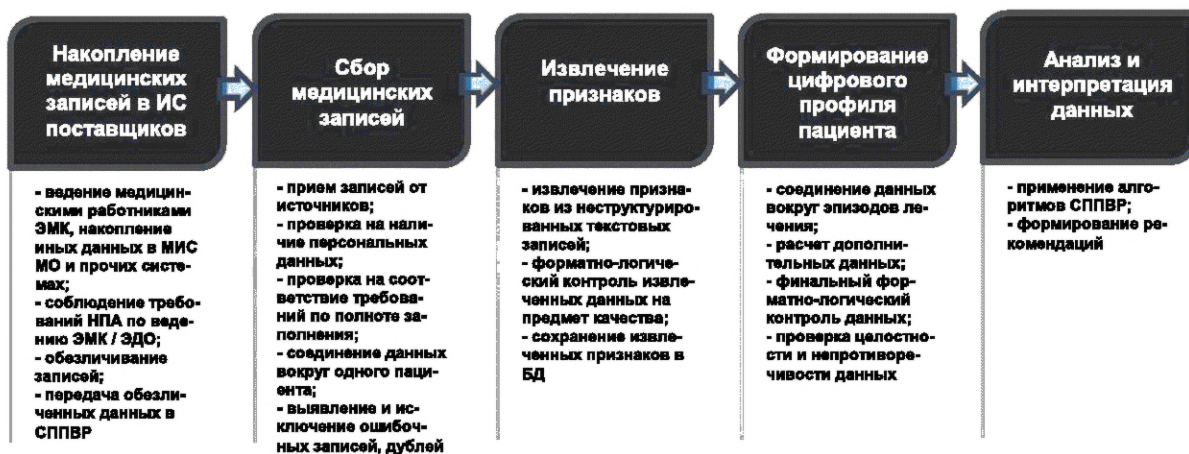 Накопление
медицинских
записей в ИС
поставщиков
- ведение медицин-
скими работниками
ЭМК, накопление
иных данных в МИС
МО и прочих систе-
мах;
- соблюдение требо-
ваний НПА по веде-
нию ЭМК / ЭДО;
- обезличивание
записей;
- передача обезли-
ченных данных в
СППВР
Сбор
медицинских
записей
- прием записей от
источников;
- проверка на нали-
чие персональных
данных;
- проверка на соот-
ветствие требова-
ний по полноте за-
полнения;
- соединение данных
вокруг одного паци-
ента;
- выявление и ис-
ключение ошибоч-
ных записей, дублей
Извлечение
признаков
- извлечение призна-
ков из неструктуриро-
ванных текстовых
записей;
- форматно-логиче-
ский контроль извле-
ченных данных на
предмет качества;
- сохранение извле-
ченных признаков в
БД
Формирование
цифрового
профиля
пациента
- соединение данных
вокруг эпизодов ле-
чения;
- расчет дополни-
тельных данных;
- финальный фор-
матно-логический
контроль данных;
- проверка целостно-
сти и непротиворе-
чивости данных
Анализ и
интерпретация
данных
- применение алго-
ритмов СППВР;
- формирование ре-
комендаций